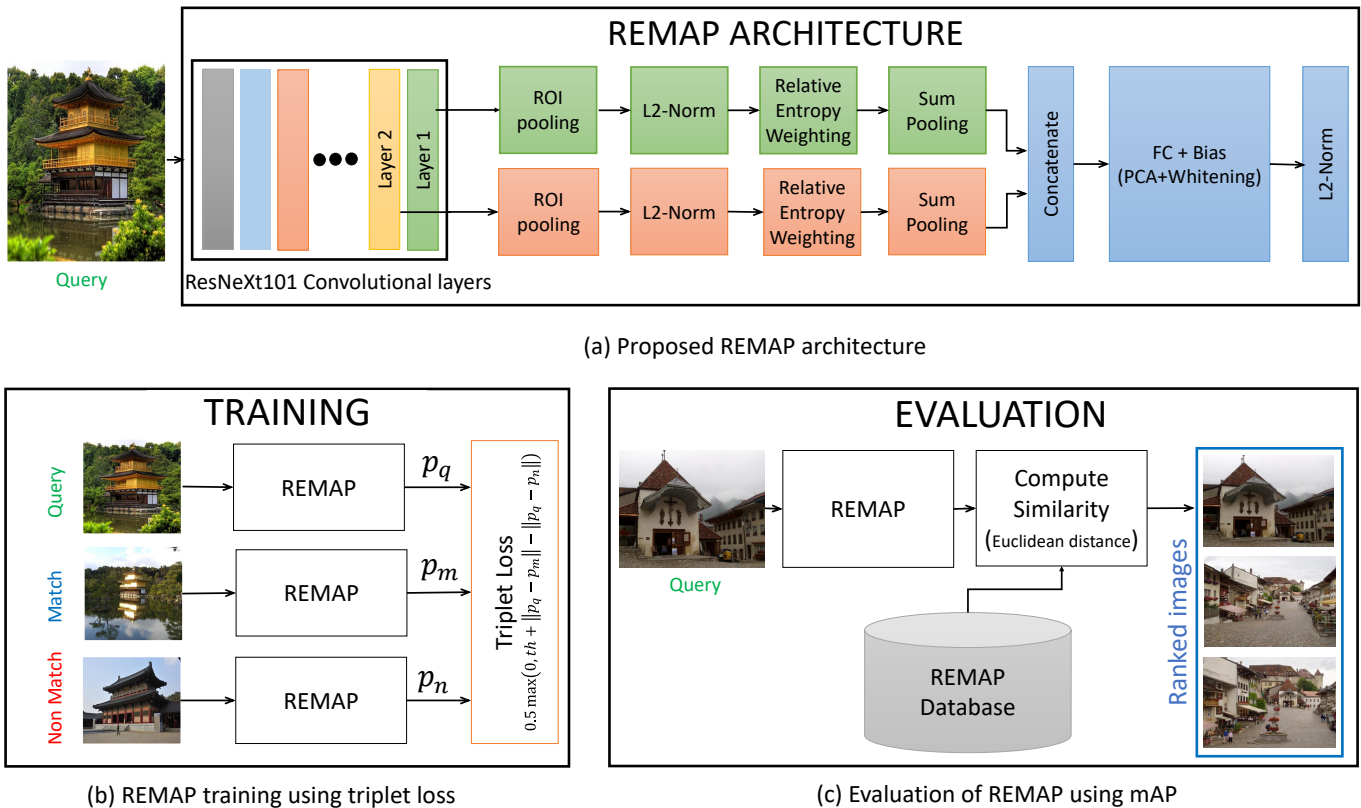 REMAP ARCHITECTURE
Query
Layer 2
Layer 1
ResNeXt101 Convolutional layers
ROI
pooling
L2-Norm
Relative
Entropy
Weighting
Sum
Pooling
ROI
pooling
L2-Norm
Relative
Entropy
Weighting
Sum
Pooling
Concatenate
FC + Bias
(PCA+Whitening)
L2-Norm
(a) Proposed REMAP architecture
TRAINING
Query
REMAP
p_q
Match
REMAP
p_m
Non Match
REMAP
p_n
Triplet Loss
0.5 max(0, th + ‖p_q − p_m‖ − ‖p_q − p_n‖)
(b) REMAP training using triplet loss
EVALUATION
Query
REMAP
Compute
Similarity
(Euclidean distance)
REMAP
Database
Ranked images
(c) Evaluation of REMAP using mAP